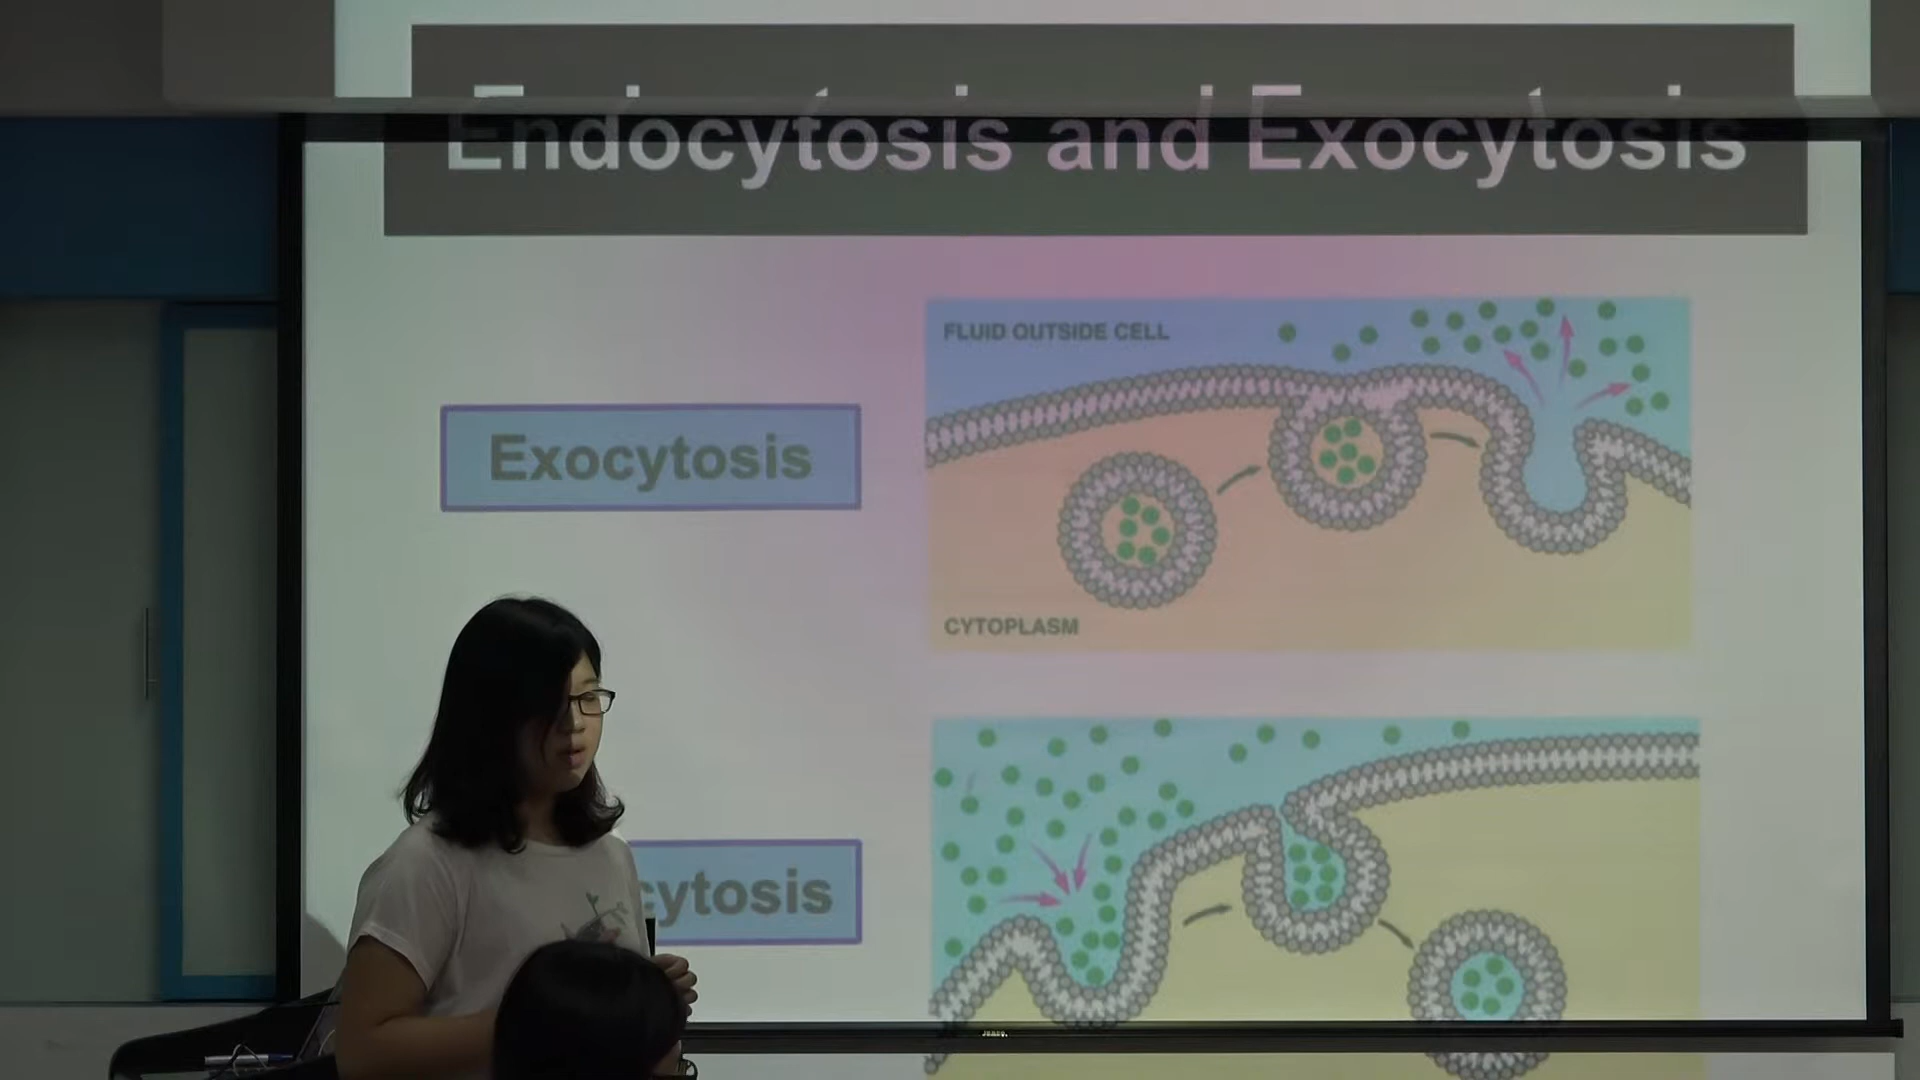 Endocytosis and Exocytosis
FLUID OUTSIDE CELL
Exocytosis
CYTOPLASM
cytosis